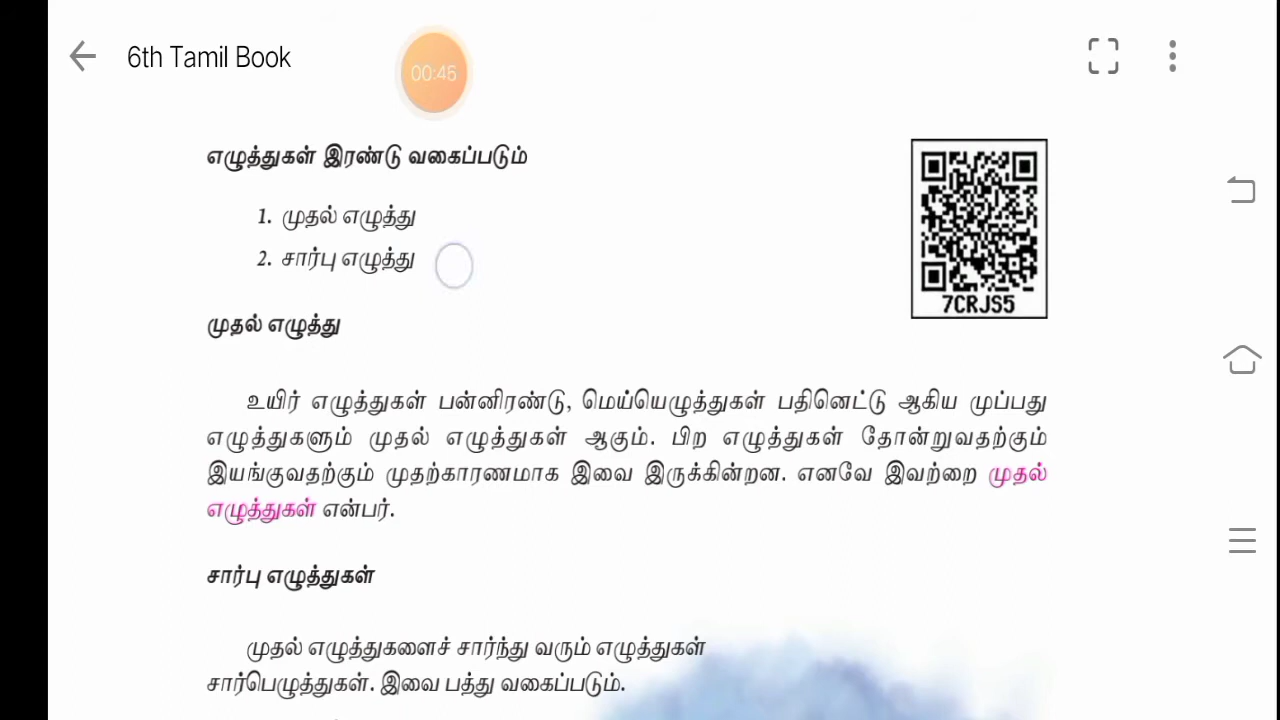 6th Tamil Book
00:45
எழுத்துகள் இரண்டு வகைப்படும்
1. முதல் எழுத்து
2. சார்பு எழுத்து
7CRJS5
முதல் எழுத்து
உயிர் எழுத்துகள் பன்னிரண்டு, மெய்யெழுத்துகள் பதினெட்டு ஆகிய முப்பது
எழுத்துகளும் முதல் எழுத்துகள் ஆகும். பிற எழுத்துகள் தோன்றுவதற்கும்
இயங்குவதற்கும் முதற்காரணமாக இவை இருக்கின்றன. எனவே இவற்றை முதல்
எழுத்துகள் என்பர்.
சார்பு எழுத்துகள்
முதல் எழுத்துகளைச் சார்ந்து வரும் எழுத்துகள்
சார்பெழுத்துகள். இவை பத்து வகைப்படும்.